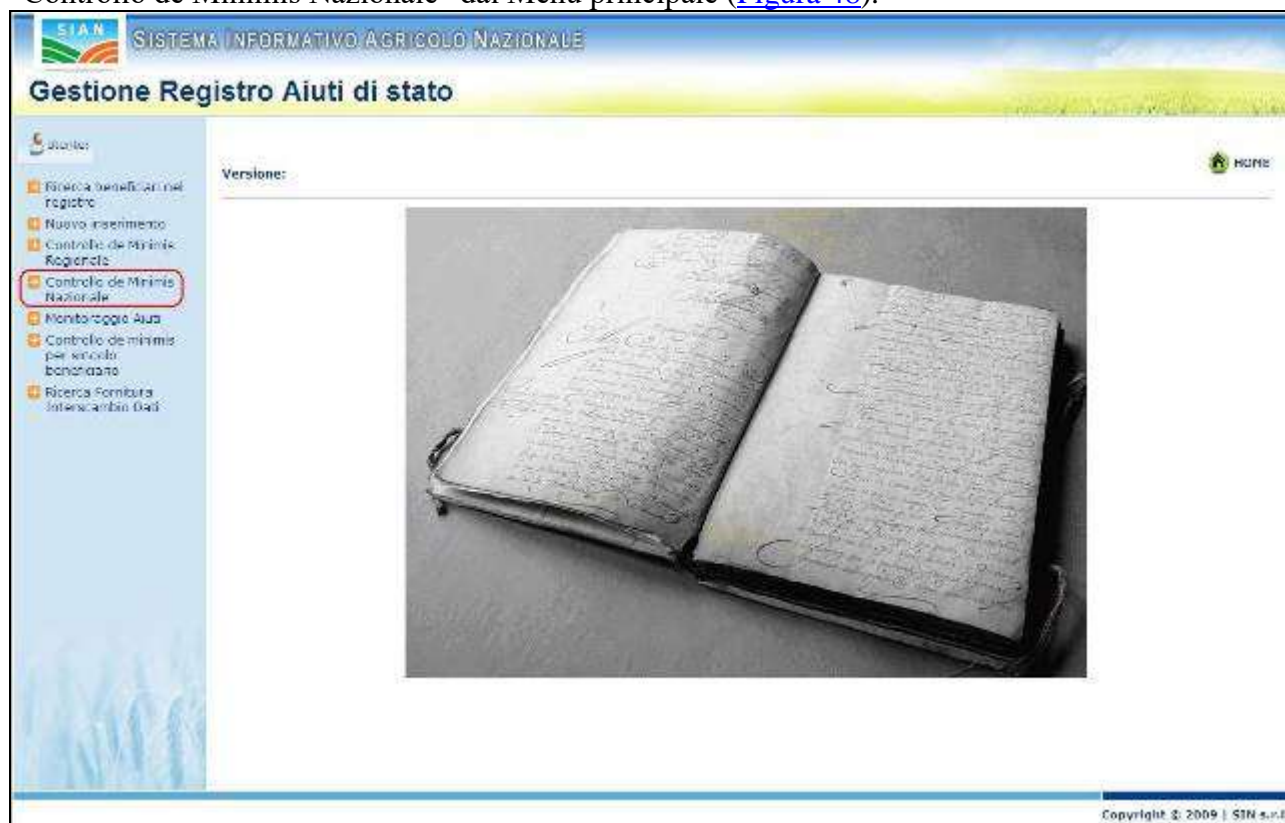 "Controllo de Minimis Nazionale" dal Menu principale (Figura 48).
SIAN
SISTEMA INFORMATIVO AGRICOLO NAZIONALE
Gestione Registro Aiuti di stato
Utente:
HOME
Versione:
Ricerca beneficiari nel
registro
Nuovo inserimento
Controllo de Minimis
Regionale
Controllo de Minimis
Nazionale
Monitoraggio Aiuti
Controllo de minimis
per singolo
beneficiario
Ricerca Fornitura
Interscambio Dati
Copyright © 2009 | SIN s.r.l